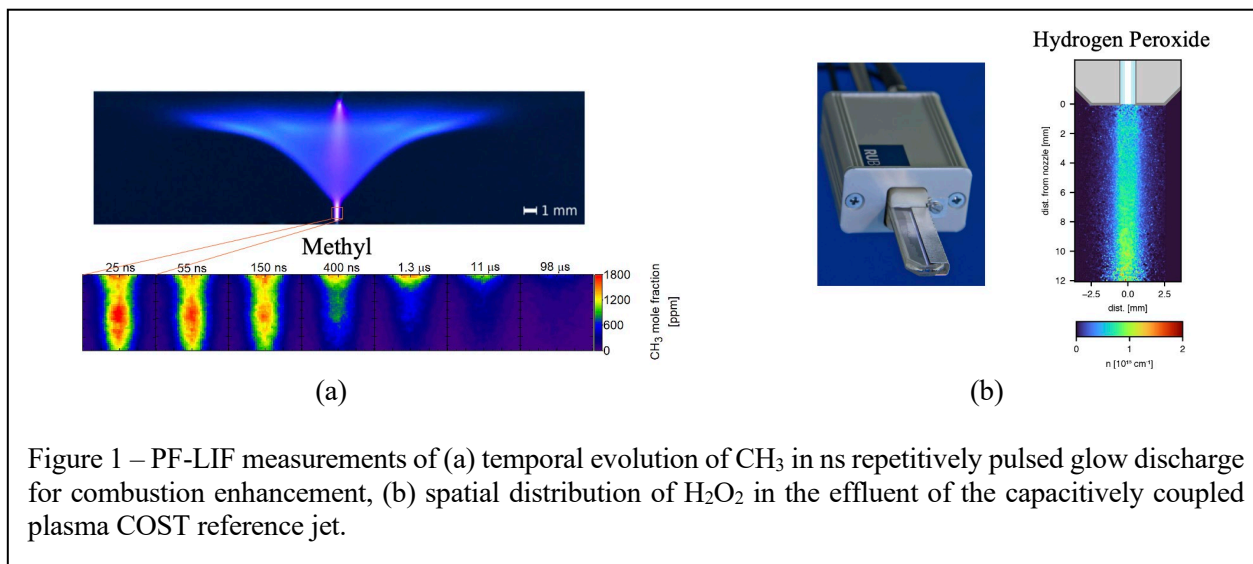 Hydrogen Peroxide
1 mm
Methyl
25 ns 55 ns 150 ns 400 ns 1.3 μs 11 μs 98 μs
1800
1200
600
0
CH₃ mole fraction
[ppm]
(a)
RUB
0
2
4
6
8
10
12
dist. from nozzle [mm]
−2.5 0.0 2.5
dist. [mm]
0 1 2
(b)
Figure 1 – PF-LIF measurements of (a) temporal evolution of CH₃ in ns repetitively pulsed glow discharge
for combustion enhancement, (b) spatial distribution of H₂O₂ in the effluent of the capacitively coupled
plasma COST reference jet.